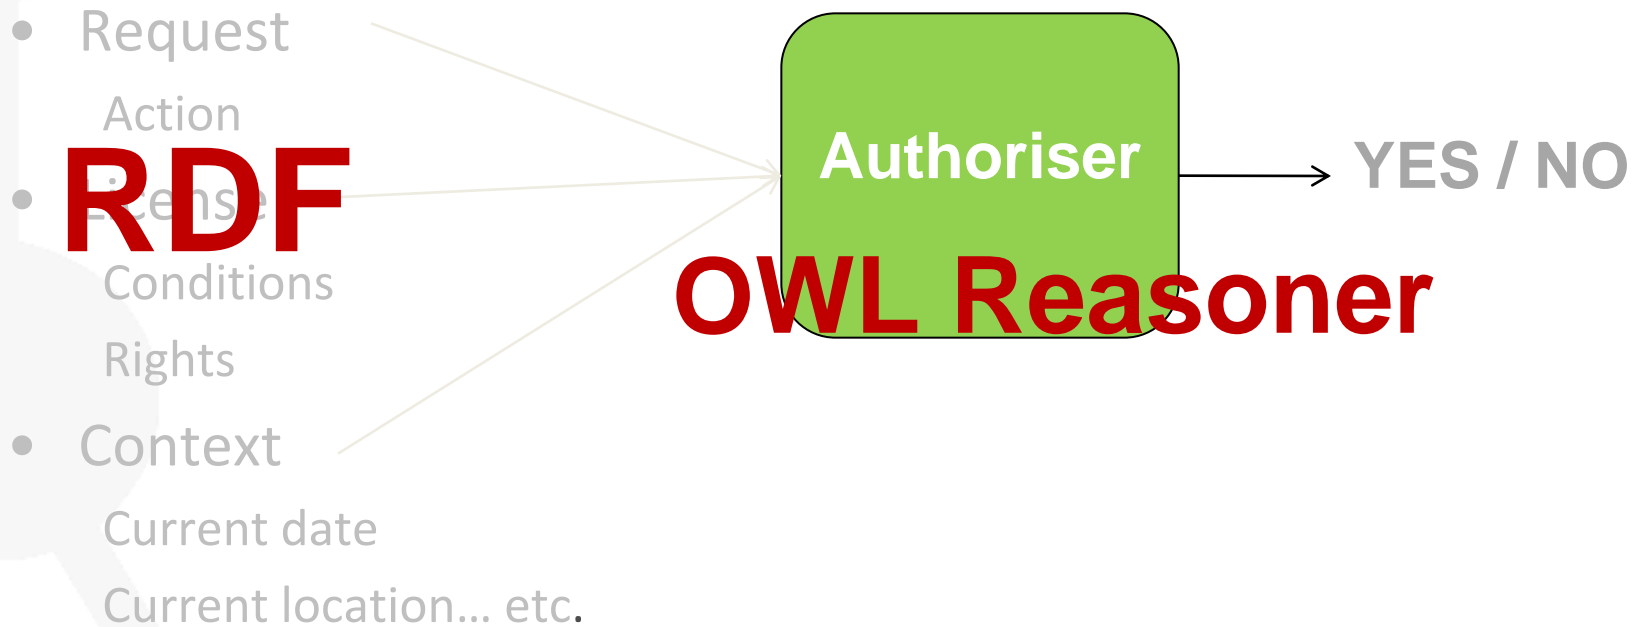 • Request
Action
RDF
• License
Conditions
Rights
• Context
Current date
Current location... etc.
Authoriser
OWL Reasoner
YES / NO